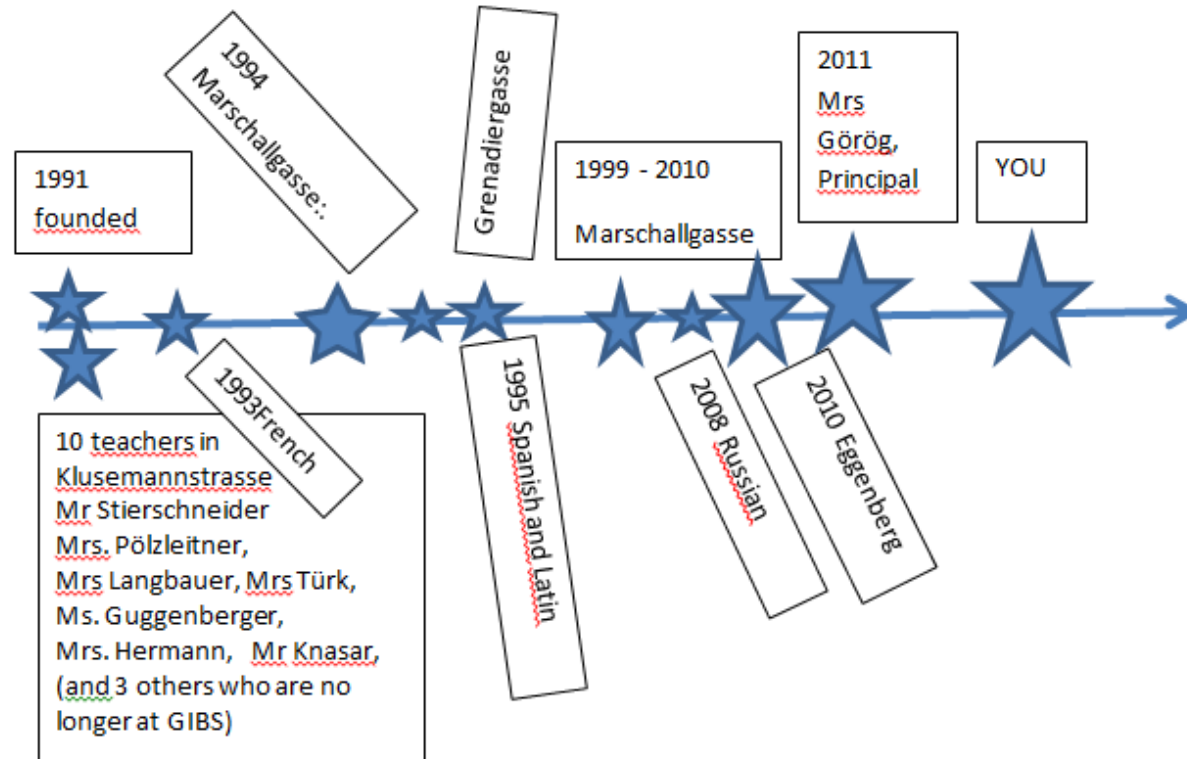 1991
founded
1994
Marschallgasse:.
Grenadiergasse
1999 - 2010
Marschallgasse
2011
Mrs
Görög,
Principal
YOU
10 teachers in
Klusemannstrasse
Mr Stierschneider
Mrs. Pölzleitner,
Mrs Langbauer, Mrs Türk,
Ms. Guggenberger,
Mrs. Hermann, Mr Knasar,
(and 3 others who are no
longer at GIBS)
1993French
1995 Spanish and Latin
2008 Russian
2010 Eggenberg